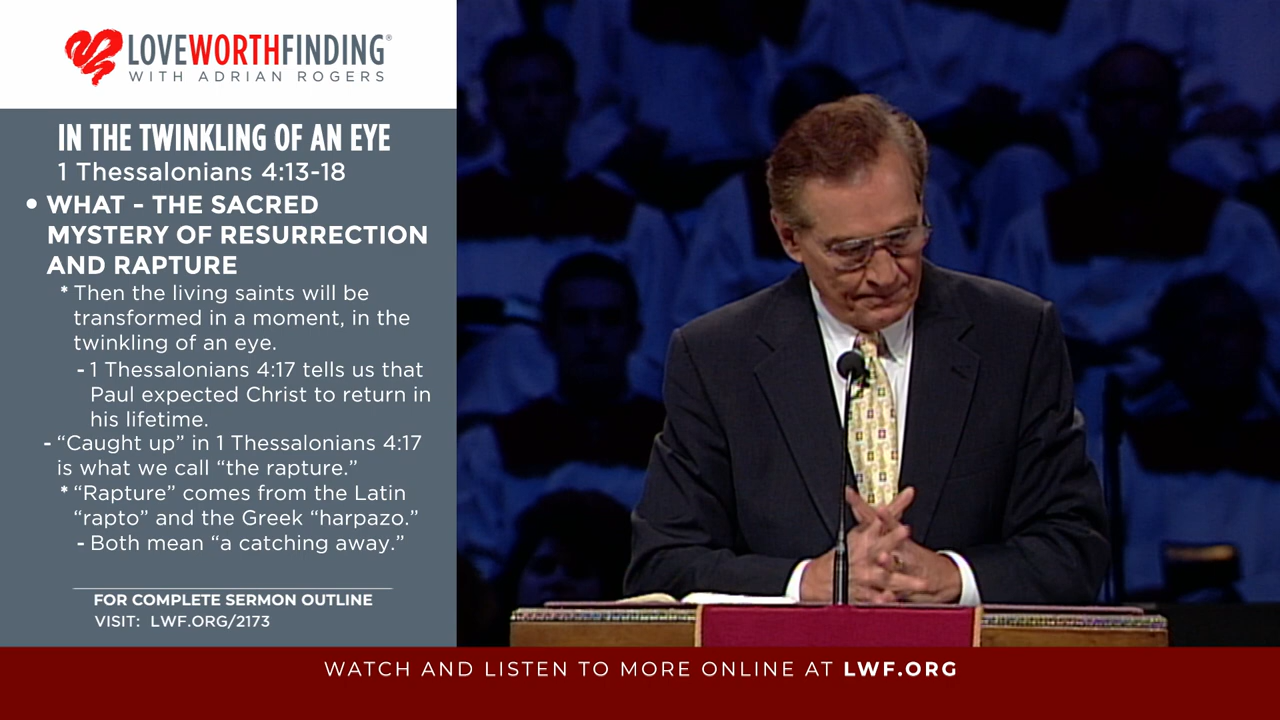 LOVEWORTHFINDING®
WITH ADRIAN ROGERS
IN THE TWINKLING OF AN EYE
1 Thessalonians 4:13-18
• WHAT - THE SACRED
MYSTERY OF RESURRECTION
AND RAPTURE
* Then the living saints will be
transformed in a moment, in the
twinkling of an eye.
- 1 Thessalonians 4:17 tells us that
Paul expected Christ to return in
his lifetime.
- “Caught up” in 1 Thessalonians 4:17
is what we call “the rapture.”
* “Rapture” comes from the Latin
“rapto” and the Greek “harpazo.”
- Both mean “a catching away.”
FOR COMPLETE SERMON OUTLINE
VISIT: LWF.ORG/2173
WATCH AND LISTEN TO MORE ONLINE AT LWF.ORG